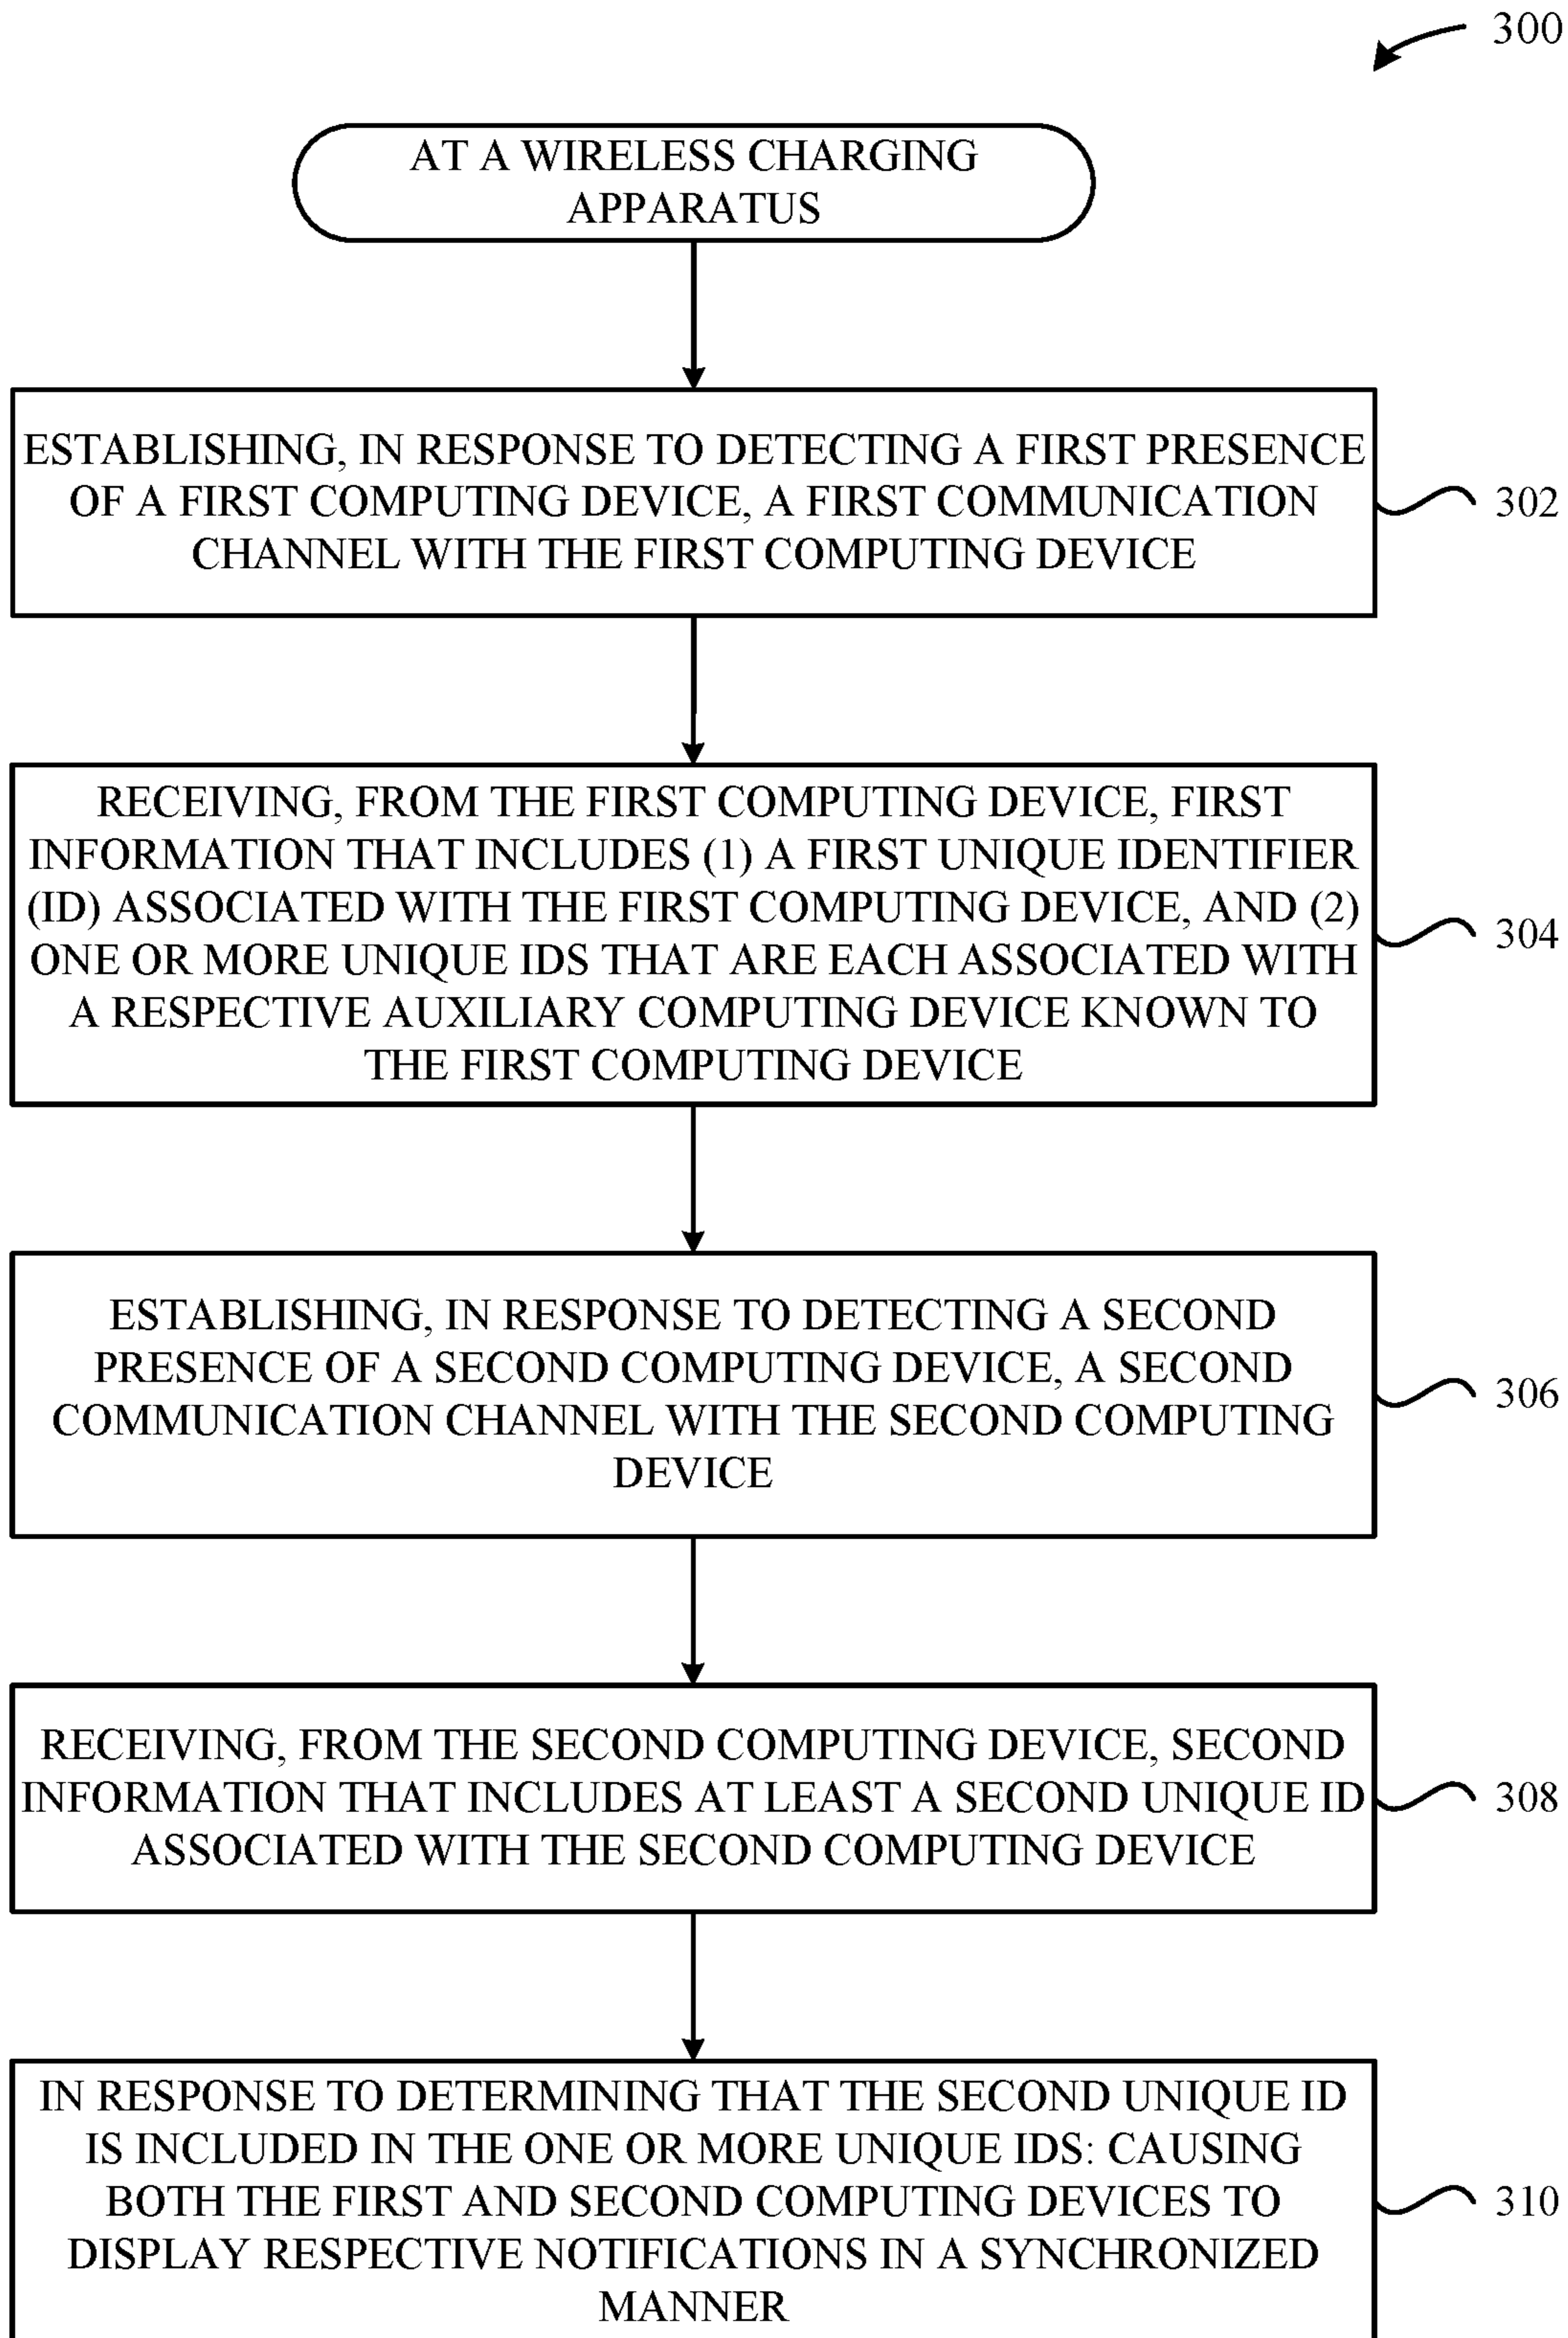 300
AT A WIRELESS CHARGING
APPARATUS
ESTABLISHING, IN RESPONSE TO DETECTING A FIRST PRESENCE
OF A FIRST COMPUTING DEVICE, A FIRST COMMUNICATION
CHANNEL WITH THE FIRST COMPUTING DEVICE
302
RECEIVING, FROM THE FIRST COMPUTING DEVICE, FIRST
INFORMATION THAT INCLUDES (1) A FIRST UNIQUE IDENTIFIER
(ID) ASSOCIATED WITH THE FIRST COMPUTING DEVICE, AND (2)
ONE OR MORE UNIQUE IDS THAT ARE EACH ASSOCIATED WITH
A RESPECTIVE AUXILIARY COMPUTING DEVICE KNOWN TO
THE FIRST COMPUTING DEVICE
304
ESTABLISHING, IN RESPONSE TO DETECTING A SECOND
PRESENCE OF A SECOND COMPUTING DEVICE, A SECOND
COMMUNICATION CHANNEL WITH THE SECOND COMPUTING
DEVICE
306
RECEIVING, FROM THE SECOND COMPUTING DEVICE, SECOND
INFORMATION THAT INCLUDES AT LEAST A SECOND UNIQUE ID
ASSOCIATED WITH THE SECOND COMPUTING DEVICE
308
IN RESPONSE TO DETERMINING THAT THE SECOND UNIQUE ID
IS INCLUDED IN THE ONE OR MORE UNIQUE IDS: CAUSING
BOTH THE FIRST AND SECOND COMPUTING DEVICES TO
DISPLAY RESPECTIVE NOTIFICATIONS IN A SYNCHRONIZED
MANNER
310